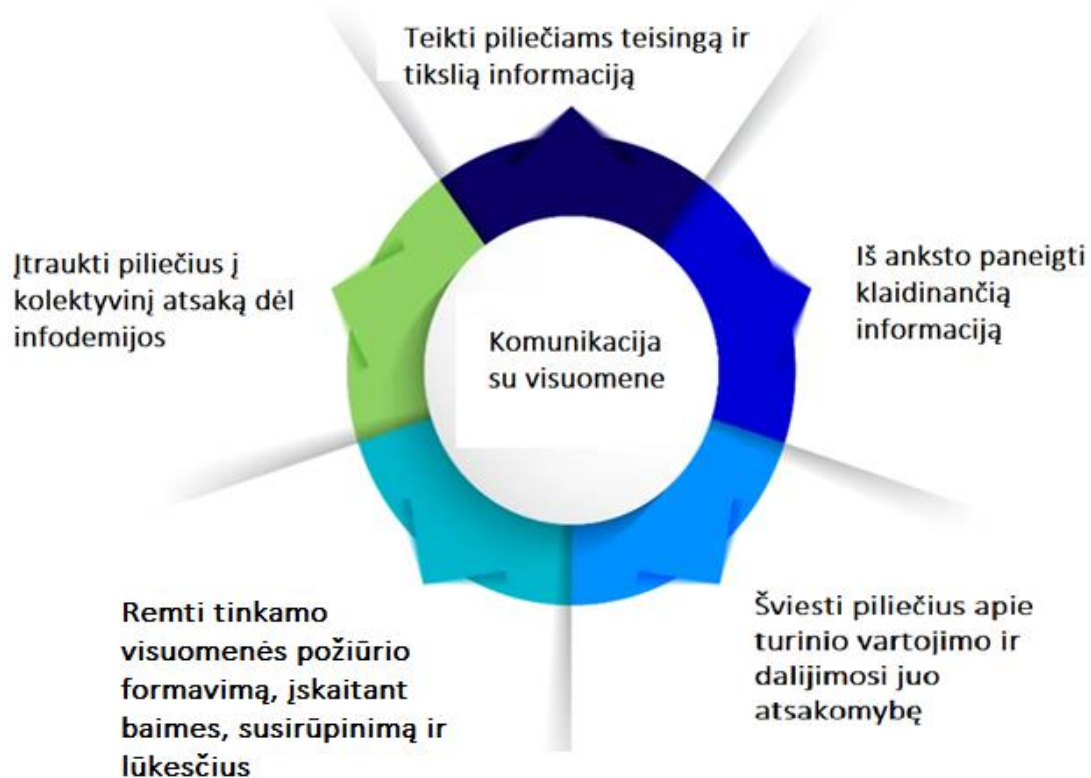 Teikti piliečiams teisingą ir
tikslią informaciją
Iš anksto paneigti
klaidinančią
informaciją
Šviesti piliečius apie
turinio vartojimo ir
dalijimosi juo
atsakomybę
Remti tinkamo
visuomenės požiūrio
formavimą, įskaitant
baimes, susirūpinimą ir
lūkesčius
Įtraukti piliečius į
kolektyvinį atsaką dėl
infodemijos
Komunikacija
su visuomene